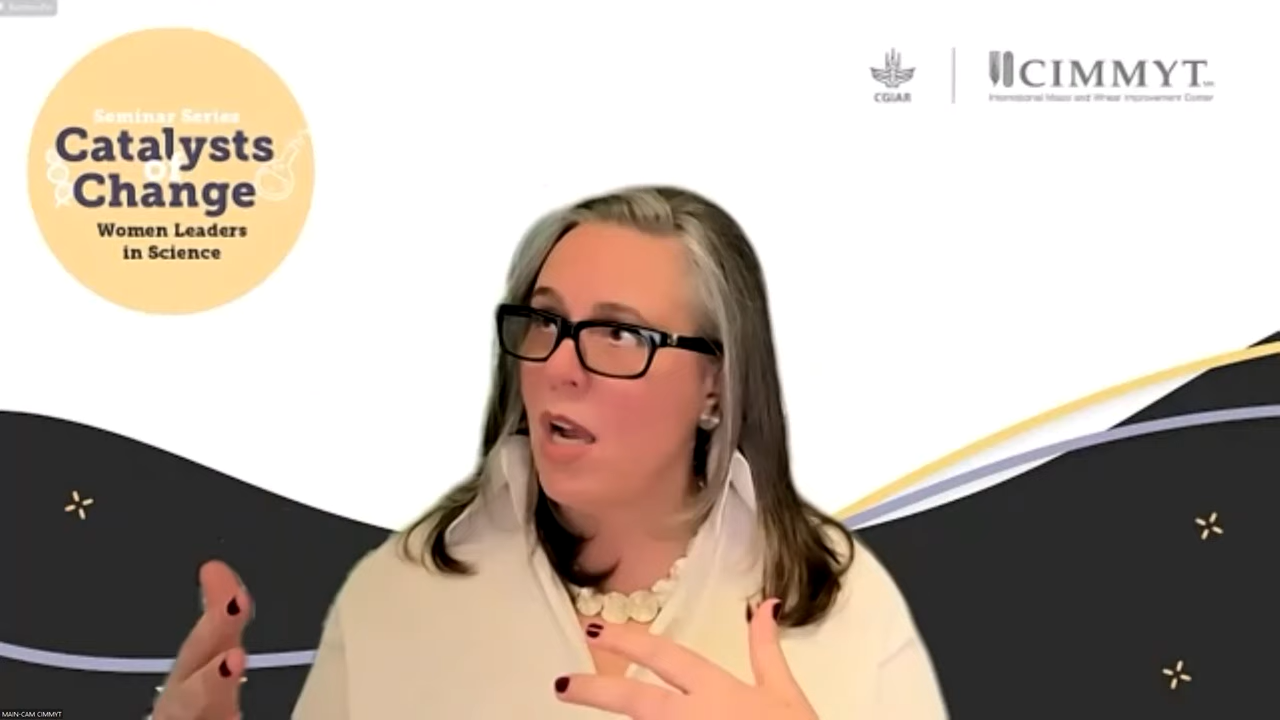 Seminar Series
Catalysts
of
Change
Women Leaders
in Science
CGIAR
CIMMYT
International Maize and Wheat Improvement Center
MAIN-CAM CIMMYT